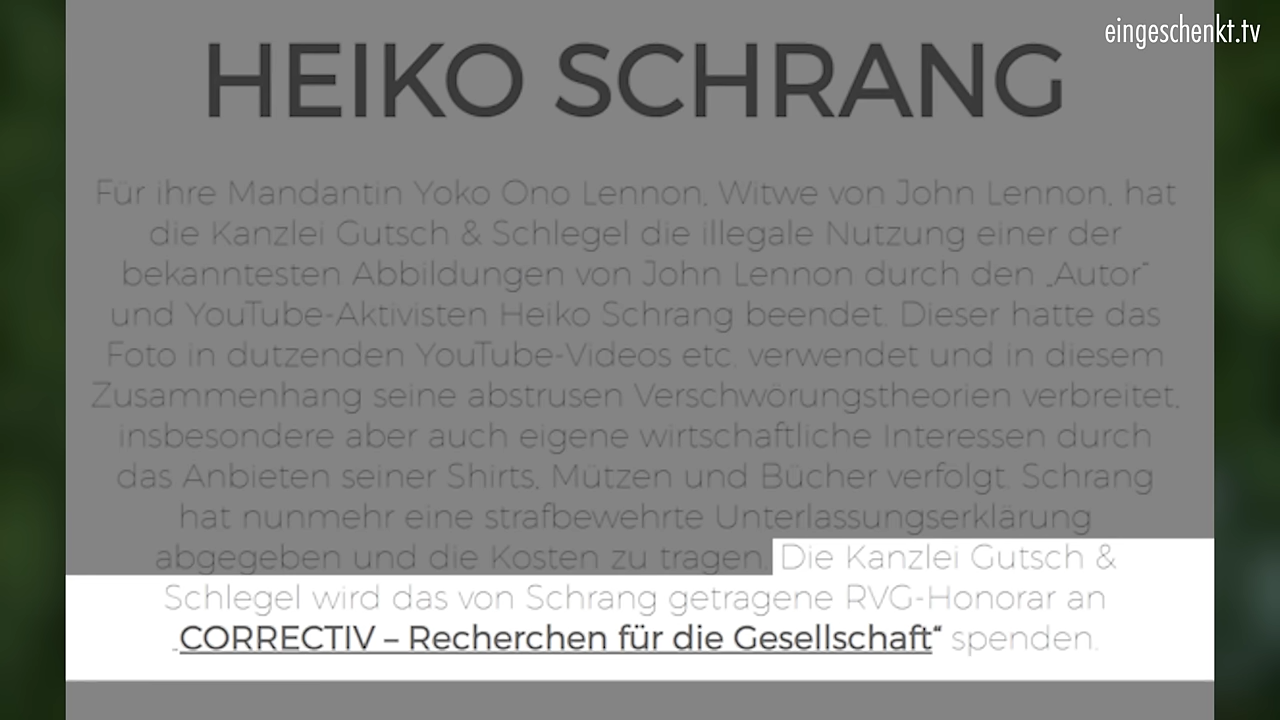 eingeschenkt.tv
HEIKO SCHRANG
Für ihre Mandantin Yoko Ono Lennon, Witwe von John Lennon, hat
die Kanzlei Gutsch & Schlegel die illegale Nutzung einer der
bekanntesten Abbildungen von John Lennon durch den „Autor“
und YouTube-Aktivisten Heiko Schrang beendet. Dieser hatte das
Foto in dutzenden YouTube-Videos etc. verwendet und in diesem
Zusammenhang seine abstrusen Verschwörungstheorien verbreitet,
insbesondere aber auch eigene wirtschaftliche Interessen durch
das Anbieten seiner Shirts, Mützen und Bücher verfolgt. Schrang
hat nunmehr eine strafbewehrte Unterlassungserklärung
abgegeben und die Kosten zu tragen. Die Kanzlei Gutsch &
Schlegel wird das von Schrang getragene RVG-Honorar an
„CORRECTIV – Recherchen für die Gesellschaft“ spenden.